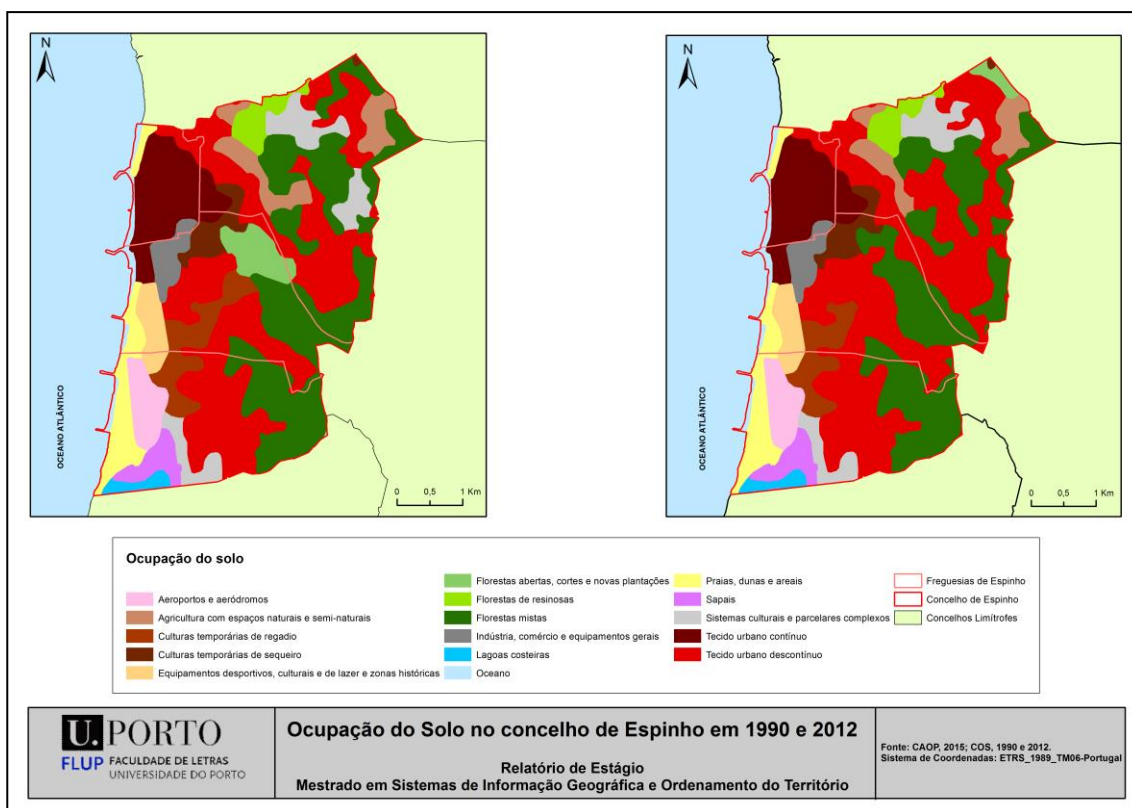 N
OCEANO ATLÂNTICO
0 0,5 1 Km
N
OCEANO ATLÂNTICO
0 0,5 1 Km
Ocupação do solo
Aeroportos e aeródromos
Agricultura com espaços naturais e semi-naturais
Culturas temporárias de regadio
Culturas temporárias de sequeiro
Equipamentos desportivos, culturais e de lazer e zonas históricas
Florestas abertas, cortes e novas plantações
Florestas de resinosas
Florestas mistas
Indústria, comércio e equipamentos gerais
Lagoas costeiras
Oceano
Praias, dunas e areais
Sapais
Sistemas culturais e parcelares complexos
Tecido urbano contínuo
Tecido urbano descontínuo
Freguesias de Espinho
Concelho de Espinho
Concelhos Limítrofes
U.PORTO
FLUP FACULDADE DE LETRAS
UNIVERSIDADE DO PORTO
Ocupação do Solo no concelho de Espinho em 1990 e 2012
Relatório de Estágio
Mestrado em Sistemas de Informação Geográfica e Ordenamento do Território
Fonte: CAOP, 2015; COS, 1990 e 2012.
Sistema de Coordenadas: ETRS_1989_TM06-Portugal